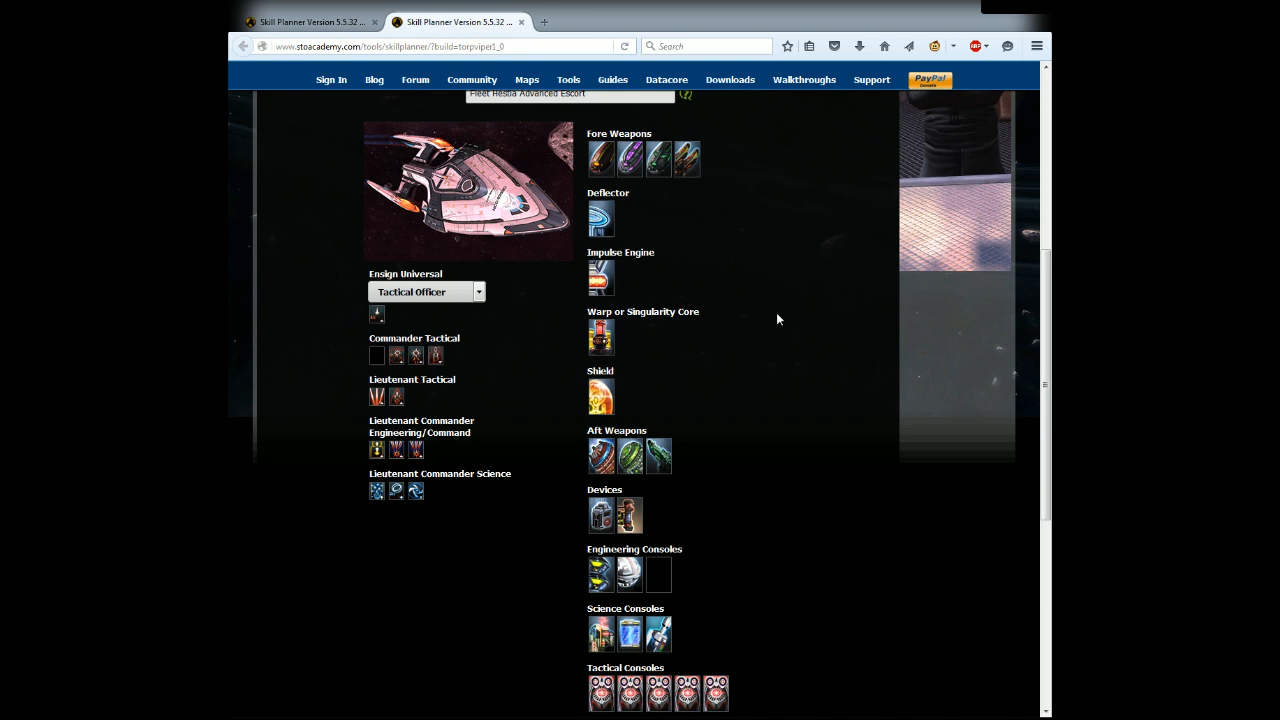 Skill Planner Version 5.5.32 ... × Skill Planner Version 5.5.32 ... × +
www.stoacademy.com/tools/skillplanner/?build=torpviper1_0 Search ABP
Sign In Blog Forum Community Maps Tools Guides Datacore Downloads Walkthroughs Support PayPal Donate
Fleet Hestia Advanced Escort
Fore Weapons
Deflector
Impulse Engine
Ensign Universal
Tactical Officer
Warp or Singularity Core
Commander Tactical
Shield
Lieutenant Tactical
Lieutenant Commander
Engineering/Command
Aft Weapons
Lieutenant Commander Science
Devices
Engineering Consoles
Science Consoles
Tactical Consoles